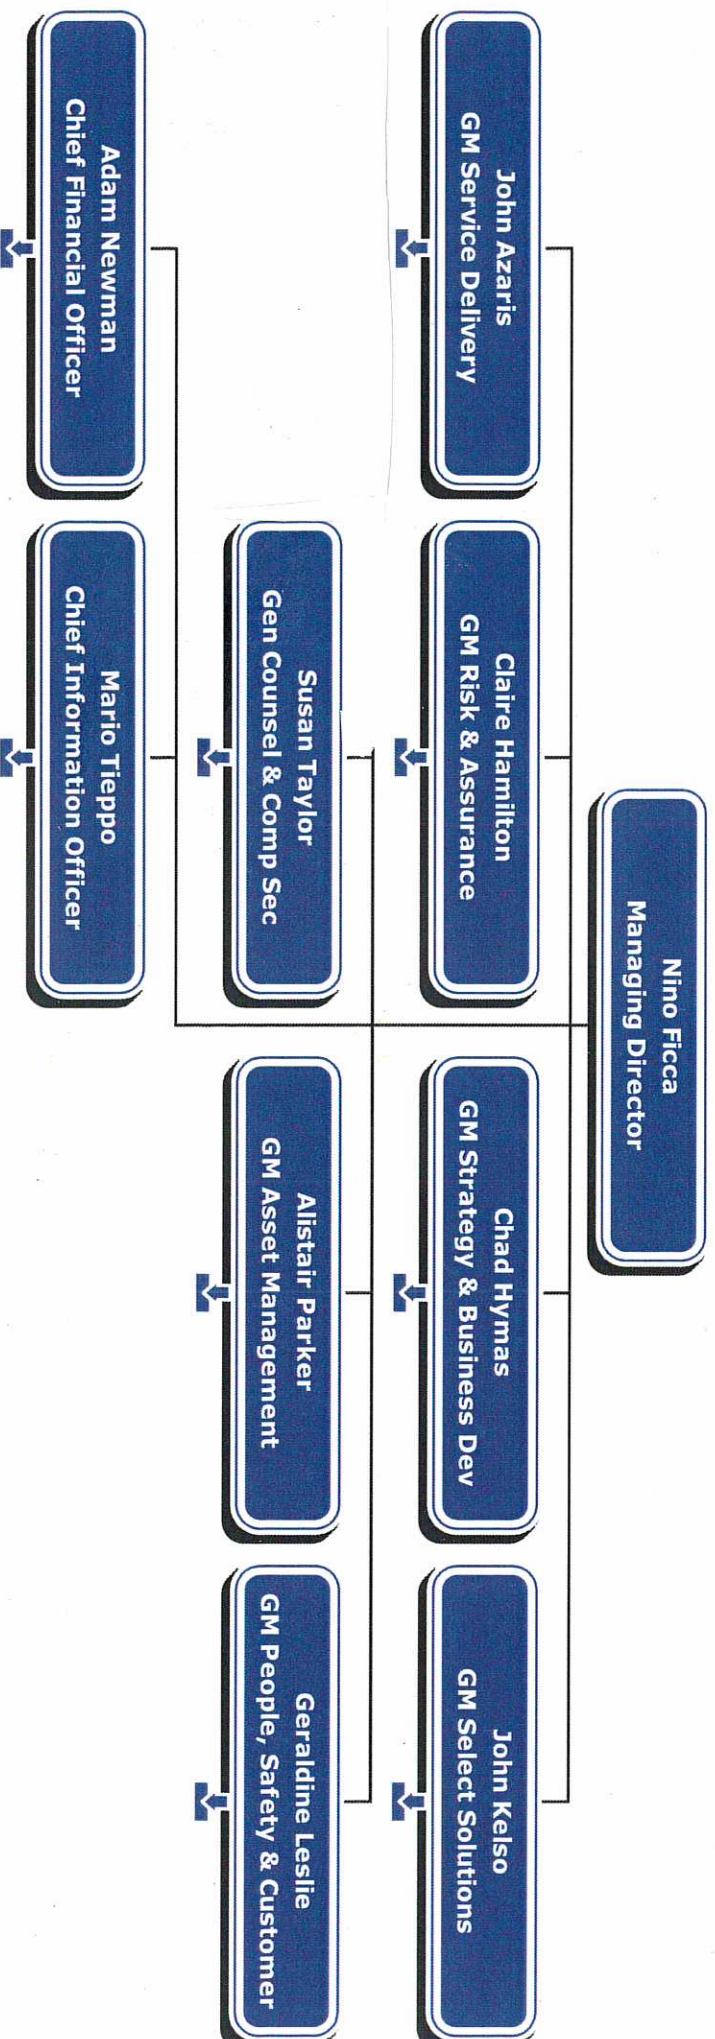 Nino Ficca
Managing Director
John Azaris
GM Service Delivery
Claire Hamilton
GM Risk & Assurance
Chad Hymas
GM Strategy & Business Dev
John Kelso
GM Select Solutions
Susan Taylor
Gen Counsel & Comp Sec
Alistair Parker
GM Asset Management
Geraldine Leslie
GM People, Safety & Customer
Adam Newman
Chief Financial Officer
Mario Tieppo
Chief Information Officer